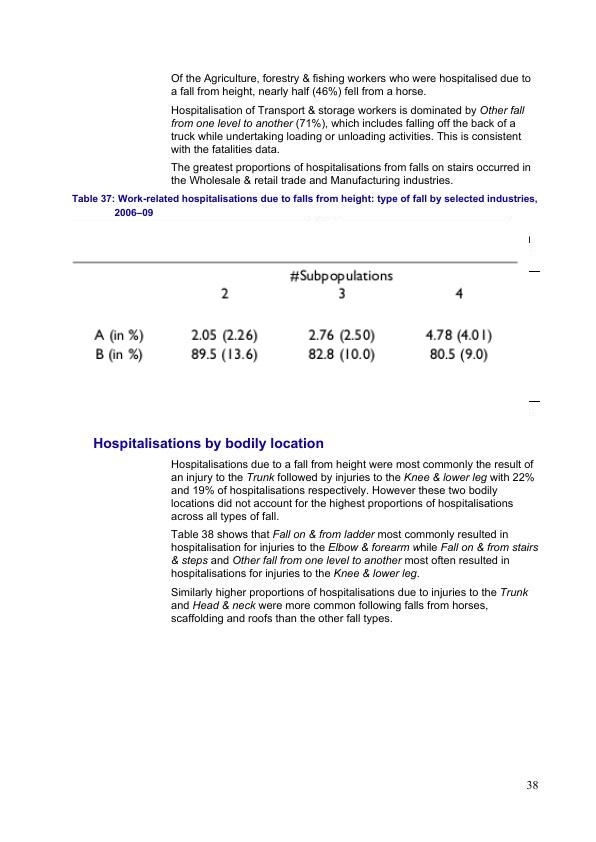 Of the Agriculture, forestry & fishing workers who were hospitalised due to
a fall from height, nearly half (46%) fell from a horse.
Hospitalisation of Transport & storage workers is dominated by Other fall
from one level to another (71%), which includes falling off the back of a
truck while undertaking loading or unloading activities. This is consistent
with the fatalities data.
The greatest proportions of hospitalisations from falls on stairs occurred in
the Wholesale & retail trade and Manufacturing industries.
Table 37: Work-related hospitalisations due to falls from height: type of fall by selected industries,
2006–09
#Subpopulations
2 3 4
A (in %) 2.05 (2.26) 2.76 (2.50) 4.78 (4.01)
B (in %) 89.5 (13.6) 82.8 (10.0) 80.5 (9.0)
Hospitalisations by bodily location
Hospitalisations due to a fall from height were most commonly the result of
an injury to the Trunk followed by injuries to the Knee & lower leg with 22%
and 19% of hospitalisations respectively. However these two bodily
locations did not account for the highest proportions of hospitalisations
across all types of fall.
Table 38 shows that Fall on & from ladder most commonly resulted in
hospitalisation for injuries to the Elbow & forearm while Fall on & from stairs
& steps and Other fall from one level to another most often resulted in
hospitalisations for injuries to the Knee & lower leg.
Similarly higher proportions of hospitalisations due to injuries to the Trunk
and Head & neck were more common following falls from horses,
scaffolding and roofs than the other fall types.
38